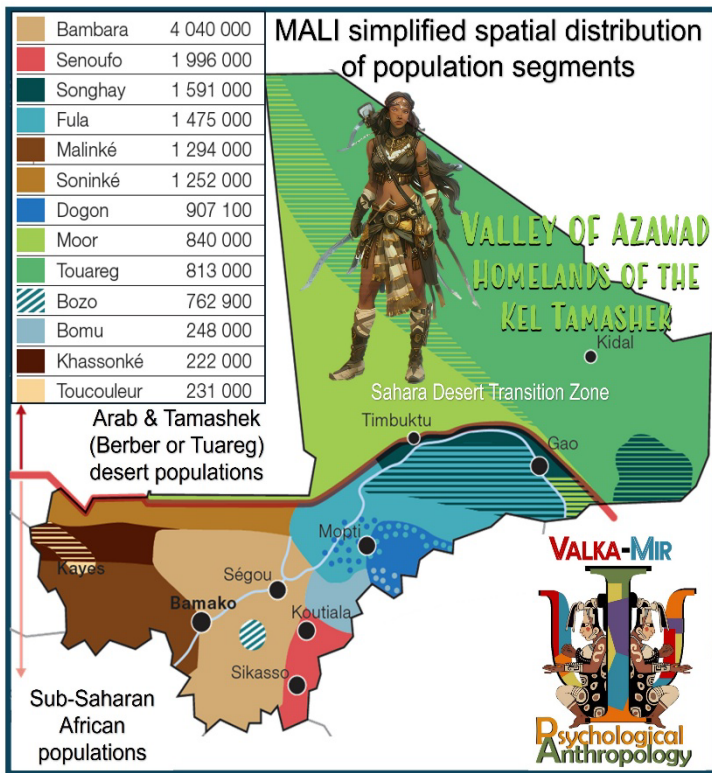 MALI simplified spatial distribution
of population segments
Bambara 4 040 000
Senoufo 1 996 000
Songhay 1 591 000
Fula 1 475 000
Malinké 1 294 000
Soninké 1 252 000
Dogon 907 100
Moor 840 000
Touareg 813 000
Bozo 762 900
Bomu 248 000
Khassonké 222 000
Toucouleur 231 000
VALLEY OF AZAWAD
HOMELANDS OF THE
KEL TAMASHEK
Kidal
Sahara Desert Transition Zone
Arab & Tamashek
(Berber or Tuareg)
desert populations
Timbuktu
Gao
Mopti
Kayes
Ségou
Bamako
Koutiala
Sikasso
Sub-Saharan
African
populations
VALKA-MIR
Psychological
Anthropology